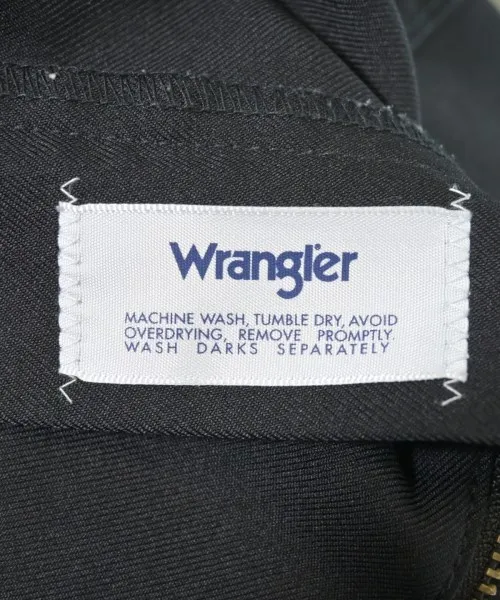 Wrangler
MACHINE WASH, TUMBLE DRY, AVOID
OVERDRYING, REMOVE PROMPTLY.
WASH DARKS SEPARATELY